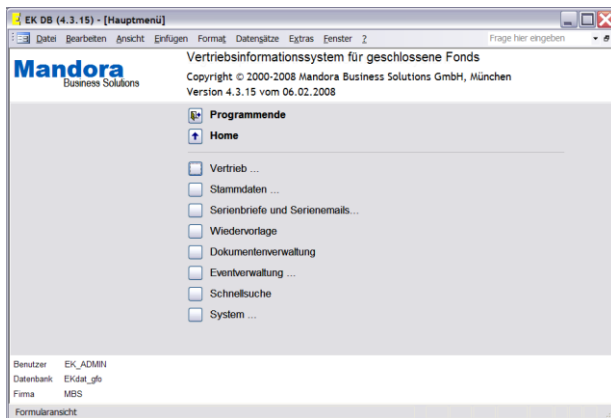 EK DB (4.3.15) - [Hauptmenü]
Datei Bearbeiten Ansicht Einfügen Format Datensätze Extras Fenster ? Frage hier eingeben
Mandora
Business Solutions
Vertriebsinformationssystem für geschlossene Fonds
Copyright © 2000-2008 Mandora Business Solutions GmbH, München
Version 4.3.15 vom 06.02.2008
Programmende
Home
Vertrieb ...
Stammdaten ...
Serienbriefe und Serienemails...
Wiedervorlage
Dokumentenverwaltung
Eventverwaltung ...
Schnellsuche
System ...
Benutzer EK_ADMIN
Datenbank EKdat_gfo
Firma MBS
Formularansicht